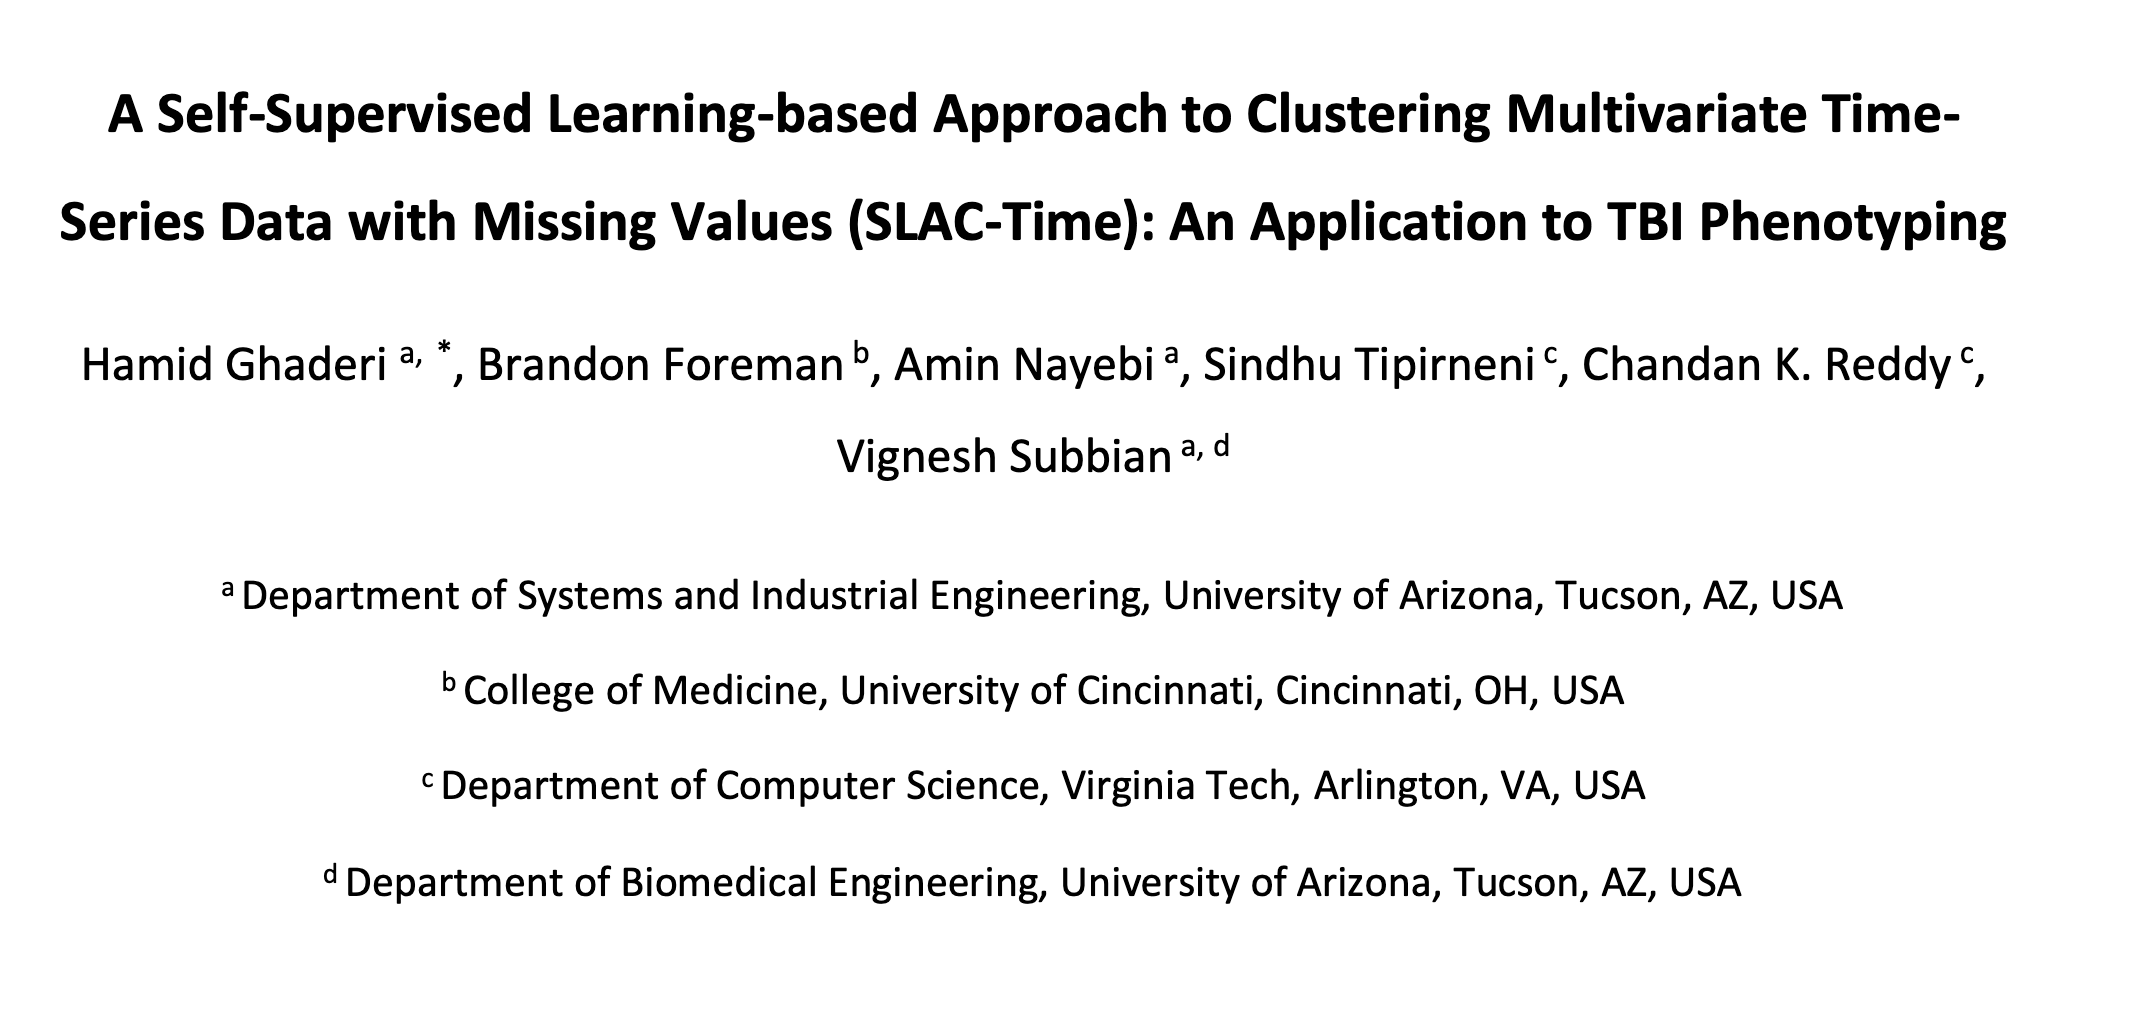 A Self-Supervised Learning-based Approach to Clustering Multivariate Time-
Series Data with Missing Values (SLAC-Time): An Application to TBI Phenotyping
Hamid Ghaderi a, *, Brandon Foreman b, Amin Nayebi a, Sindhu Tipirneni c, Chandan K. Reddy c,
Vignesh Subbian a, d
a Department of Systems and Industrial Engineering, University of Arizona, Tucson, AZ, USA
b College of Medicine, University of Cincinnati, Cincinnati, OH, USA
c Department of Computer Science, Virginia Tech, Arlington, VA, USA
d Department of Biomedical Engineering, University of Arizona, Tucson, AZ, USA